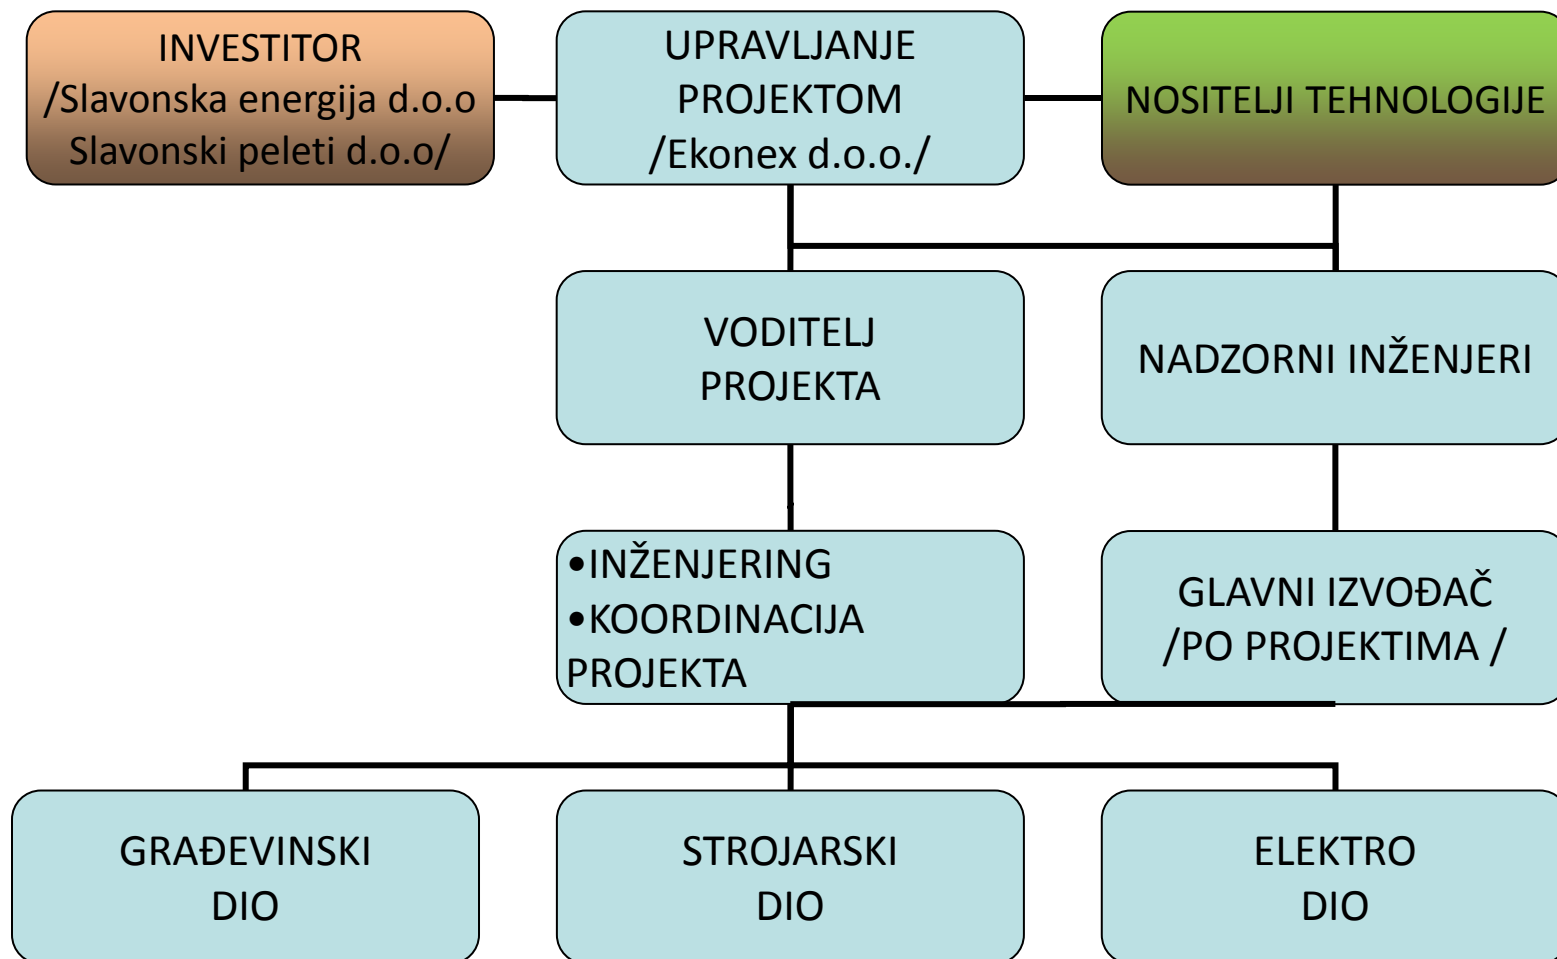 INVESTITOR
/Slavonska energija d.o.o
Slavonski peleti d.o.o/
UPRAVLJANJE
PROJEKTOM
/Ekonex d.o.o./
NOSITELJI TEHNOLOGIJE
VODITELJ
PROJEKTA
NADZORNI INŽENJERI
•INŽENJERING
•KOORDINACIJA
PROJEKTA
GLAVNI IZVOĐAČ
/PO PROJEKTIMA /
GRAĐEVINSKI
DIO
STROJARSKI
DIO
ELEKTRO
DIO